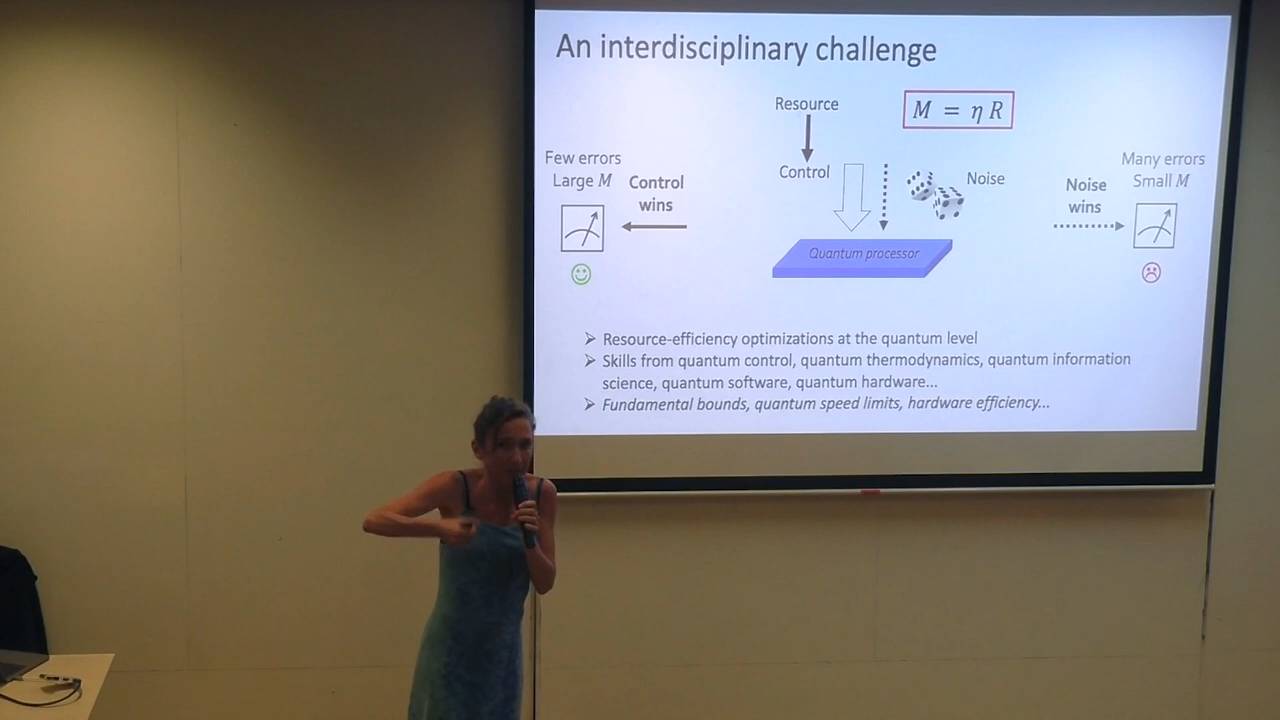 An interdisciplinary challenge
Resource
M = η R
Few errors
Large M
Control
wins
Control
Noise
Noise
wins
Many errors
Small M
Quantum processor
➢ Resource-efficiency optimizations at the quantum level
➢ Skills from quantum control, quantum thermodynamics, quantum information
science, quantum software, quantum hardware...
➢ Fundamental bounds, quantum speed limits, hardware efficiency...